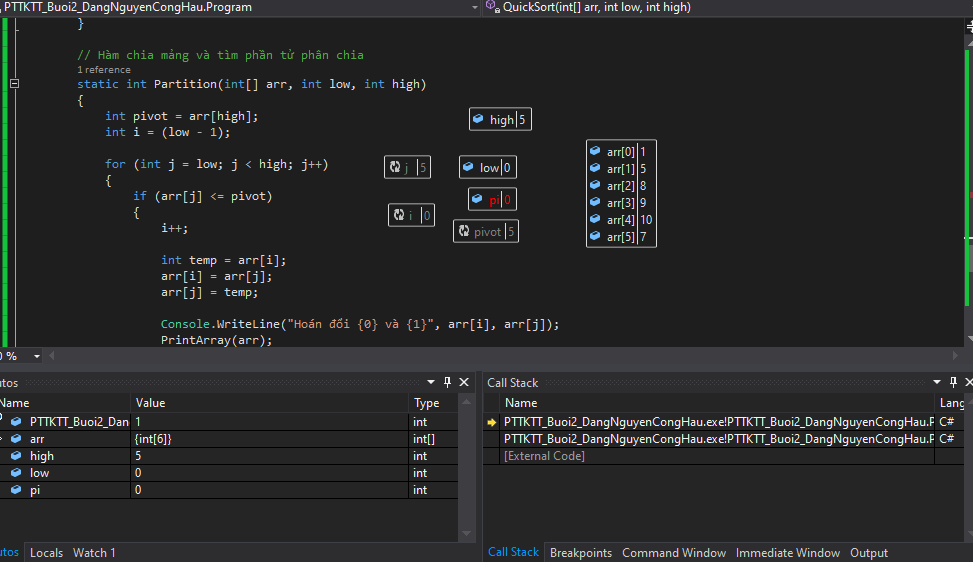 PTTKTT_Buoi2_DangNguyenCongHau.Program
QuickSort(int[] arr, int low, int high)
}
// Hàm chia mảng và tìm phần tử phân chia
1 reference
static int Partition(int[] arr, int low, int high)
{
int pivot = arr[high];
int i = (low - 1);
for (int j = low; j < high; j++)
{
if (arr[j] <= pivot)
{
i++;
int temp = arr[i];
arr[i] = arr[j];
arr[j] = temp;
Console.WriteLine("Hoán đổi {0} và {1}", arr[i], arr[j]);
PrintArray(arr);
high 5
j 5
low 0
pi 0
i 0
pivot 5
arr[0] 1
arr[1] 5
arr[2] 8
arr[3] 9
arr[4] 10
arr[5] 7
0 %
utos
Name Value Type
PTTKTT_Buoi2_Dang 1 int
arr {int[6]} int[]
high 5 int
low 0 int
pi 0 int
utos Locals Watch 1
Call Stack
Name Lang
PTTKTT_Buoi2_DangNguyenCongHau.exe!PTTKTT_Buoi2_DangNguyenCongHau.P C#
PTTKTT_Buoi2_DangNguyenCongHau.exe!PTTKTT_Buoi2_DangNguyenCongHau.P C#
[External Code]
Call Stack Breakpoints Command Window Immediate Window Output